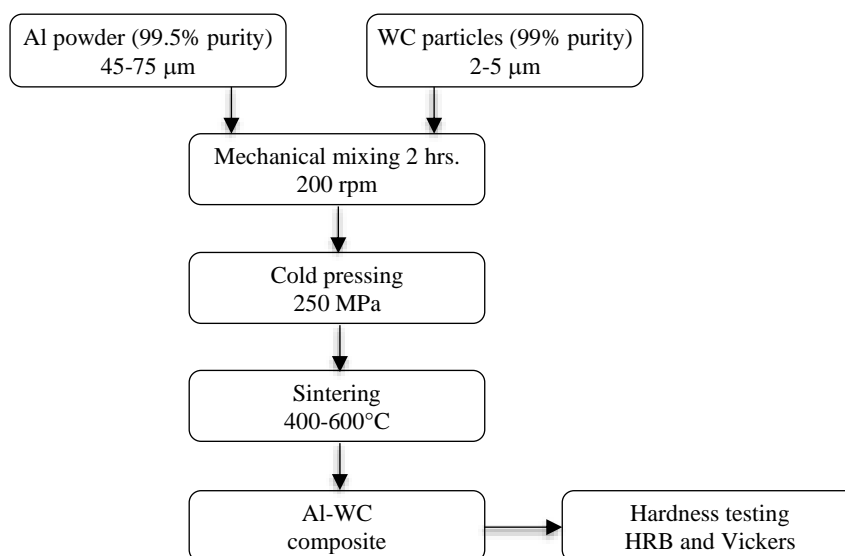 Al powder (99.5% purity)
45-75 μm
WC particles (99% purity)
2-5 μm
Mechanical mixing 2 hrs.
200 rpm
Cold pressing
250 MPa
Sintering
400-600°C
Al-WC
composite
Hardness testing
HRB and Vickers